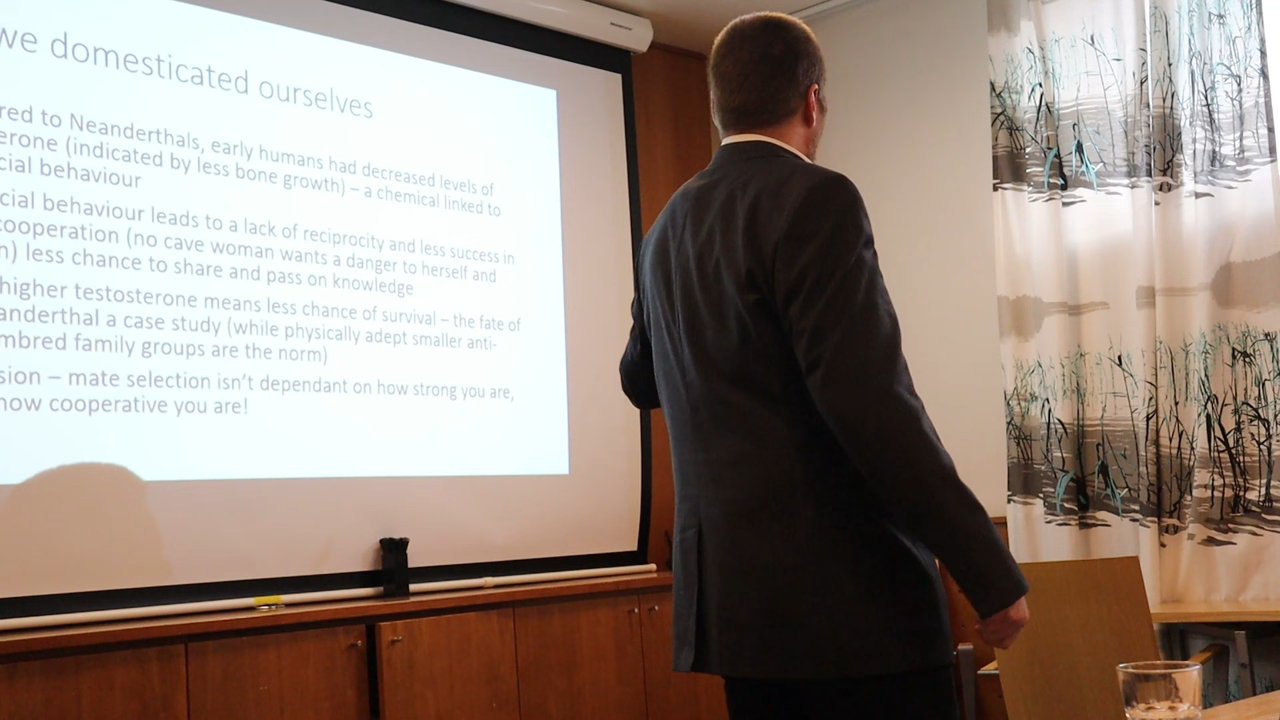 we domesticated ourselves
red to Neanderthals, early humans had decreased levels of
erone (indicated by less bone growth) – a chemical linked to
cial behaviour
cial behaviour leads to a lack of reciprocity and less success in
cooperation (no cave woman wants a danger to herself and
n) less chance to share and pass on knowledge
higher testosterone means less chance of survival – the fate of
anderthal a case study (while physically adept smaller anti-
mbred family groups are the norm)
sion – mate selection isn't dependant on how strong you are,
how cooperative you are!